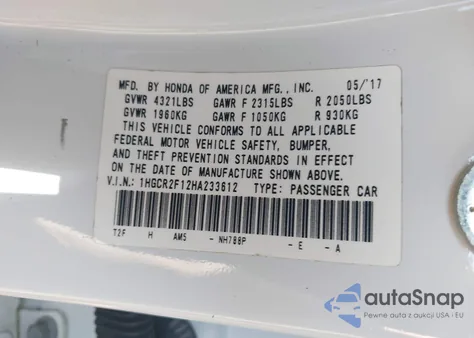 MFD. BY HONDA OF AMERICA MFG., INC. 05/'17
GVWR 4321LBS GAWR F 2315LBS R 2050LBS
GVWR 1960KG GAWR F 1050KG R 930KG
THIS VEHICLE CONFORMS TO ALL APPLICABLE
FEDERAL MOTOR VEHICLE SAFETY, BUMPER,
AND THEFT PREVENTION STANDARDS IN EFFECT
ON THE DATE OF MANUFACTURE SHOWN ABOVE.
V.I.N.: 1HGCR2F12HA233612 TYPE: PASSENGER CAR
T2F H AM5 - NH788P - E - A
autoSnap
Pewne auta z aukcji USA i EU